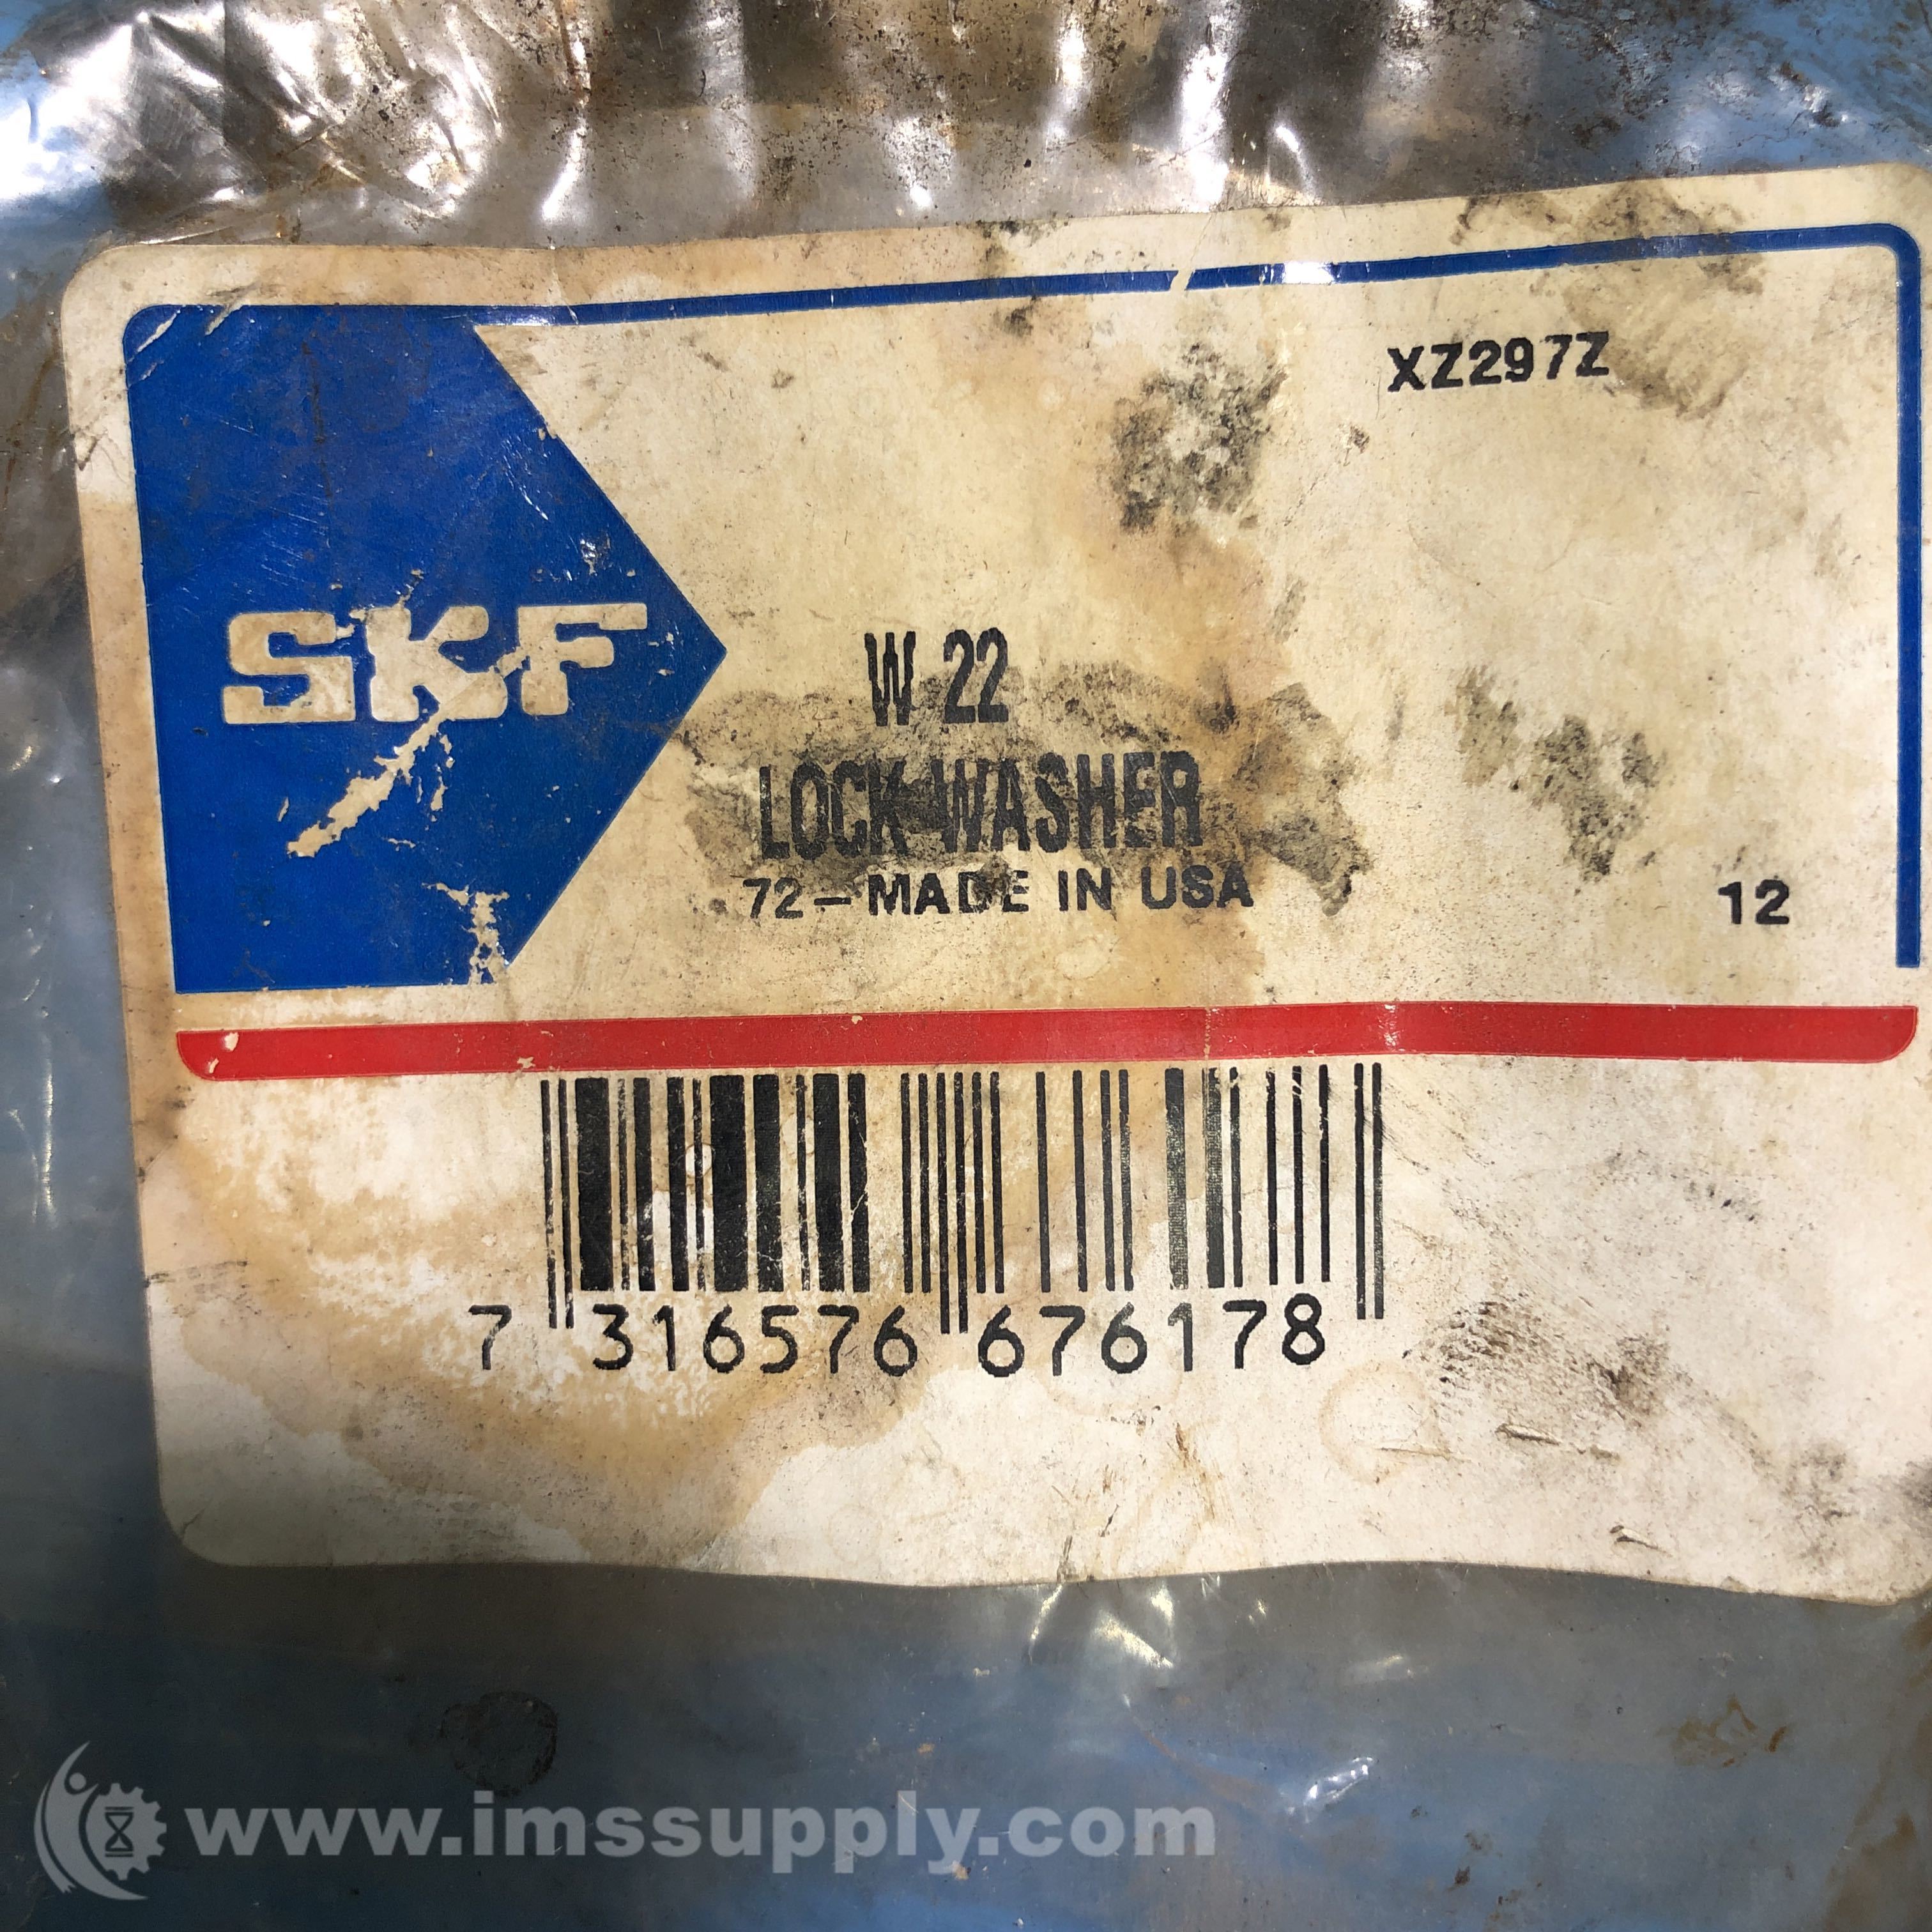 XZ297Z
SKF
W 22
LOCK WASHER
72-MADE IN USA
12
7 316576 676178
www.imssupply.com